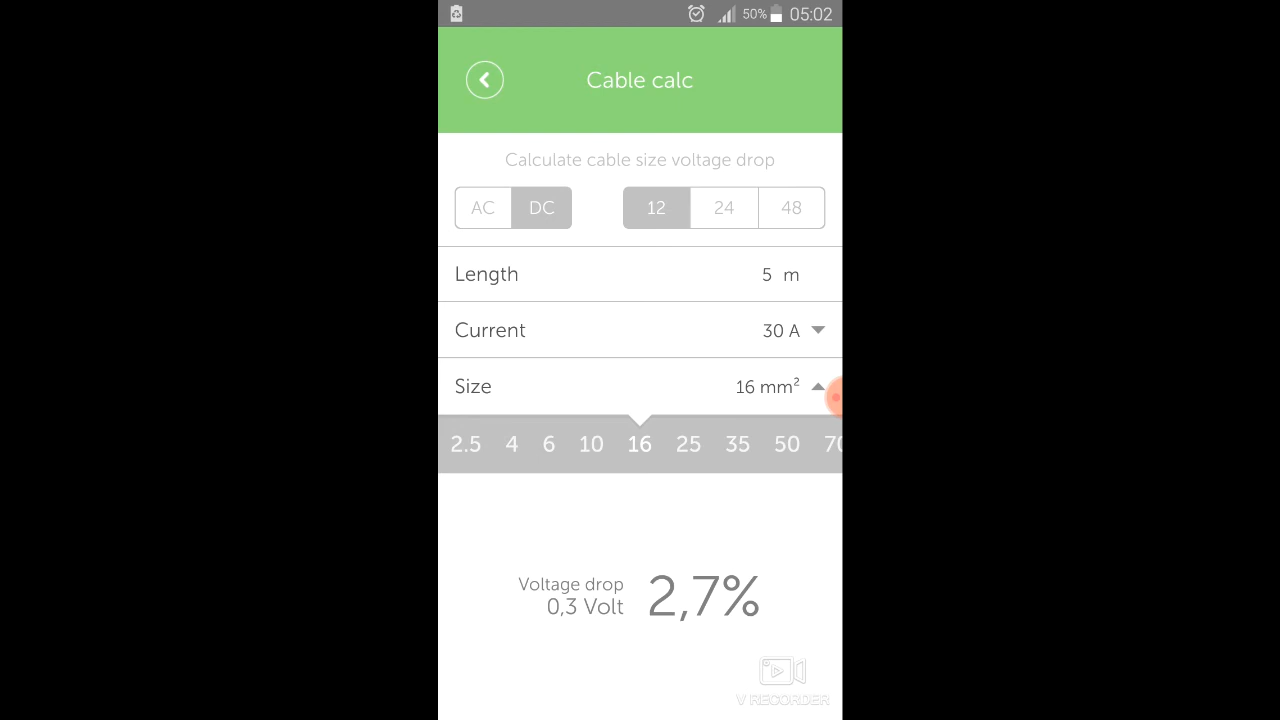 50% 05:02
Cable calc
Calculate cable size voltage drop
AC DC 12 24 48
Length 5 m
Current 30 A
Size 16 mm²
2.5 4 6 10 16 25 35 50 70
Voltage drop
0,3 Volt 2,7%
V RECORDER